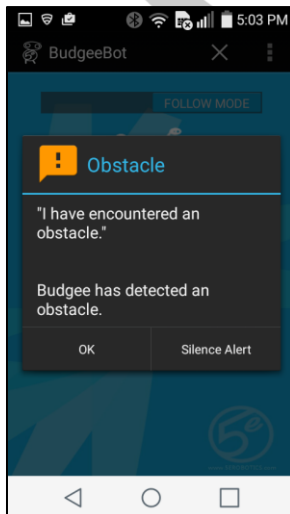 5:03 PM
BudgeeBot
FOLLOW MODE
Obstacle
"I have encountered an
obstacle."
Budgee has detected an
obstacle.
OK
Silence Alert
5e